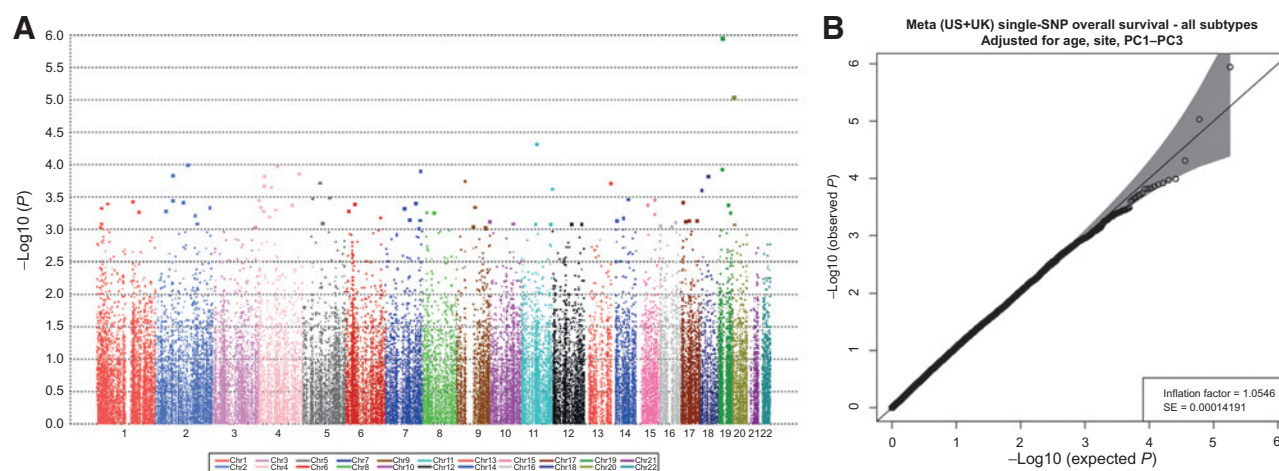 A
−Log10 (P)
6.0
5.5
5.0
4.5
4.0
3.5
3.0
2.5
2.0
1.5
1.0
0.5
0.0
1 2 3 4 5 6 7 8 9 10 11 12 13 14 15 16 17 18 19 20 21 22
Chr1 Chr3 Chr5 Chr7 Chr9 Chr11 Chr13 Chr15 Chr17 Chr19 Chr21
Chr2 Chr4 Chr6 Chr8 Chr10 Chr12 Chr14 Chr16 Chr18 Chr20 Chr22
B
Meta (US+UK) single-SNP overall survival - all subtypes
Adjusted for age, site, PC1–PC3
−Log10 (observed P)
6
5
4
3
2
1
0
Inflation factor = 1.0546
SE = 0.00014191
0 1 2 3 4 5 6
−Log10 (expected P)